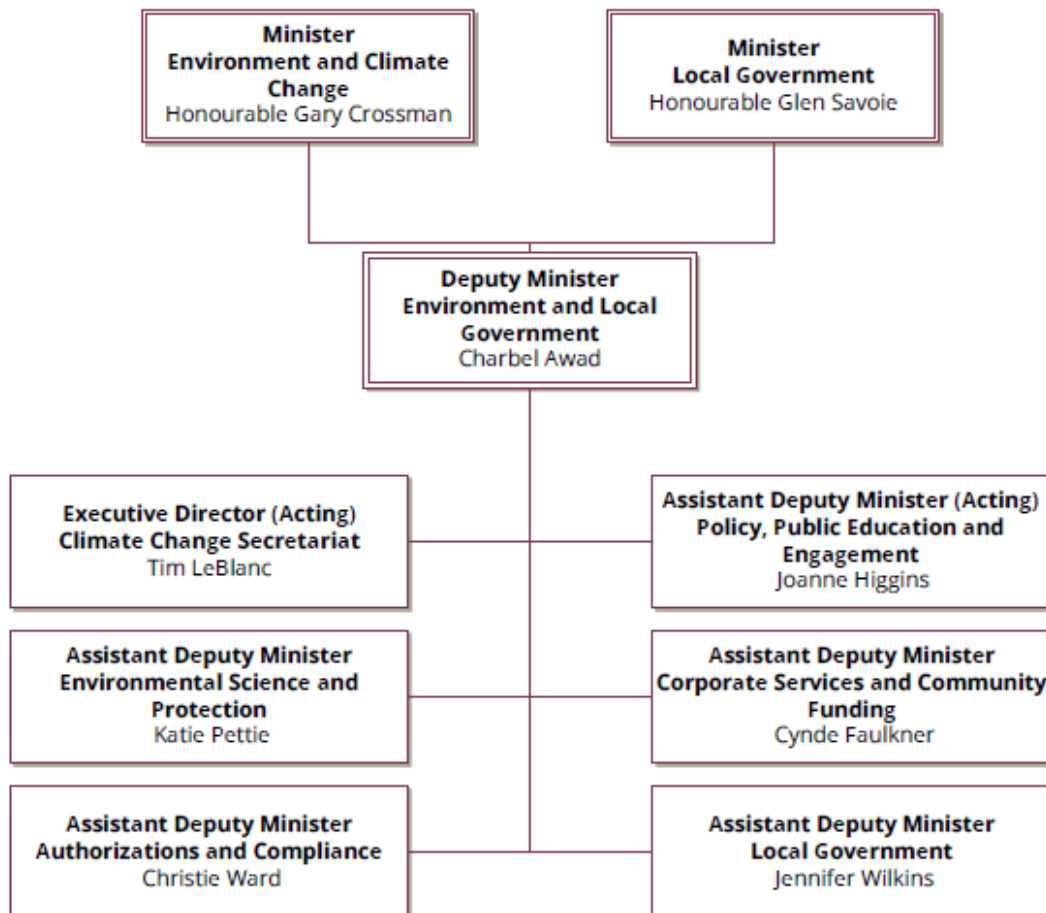 Minister
Environment and Climate
Change
Honourable Gary Crossman
Minister
Local Government
Honourable Glen Savoie
Deputy Minister
Environment and Local
Government
Charbel Awad
Executive Director (Acting)
Climate Change Secretariat
Tim LeBlanc
Assistant Deputy Minister (Acting)
Policy, Public Education and
Engagement
Joanne Higgins
Assistant Deputy Minister
Environmental Science and
Protection
Katie Pettie
Assistant Deputy Minister
Corporate Services and Community
Funding
Cynde Faulkner
Assistant Deputy Minister
Authorizations and Compliance
Christie Ward
Assistant Deputy Minister
Local Government
Jennifer Wilkins